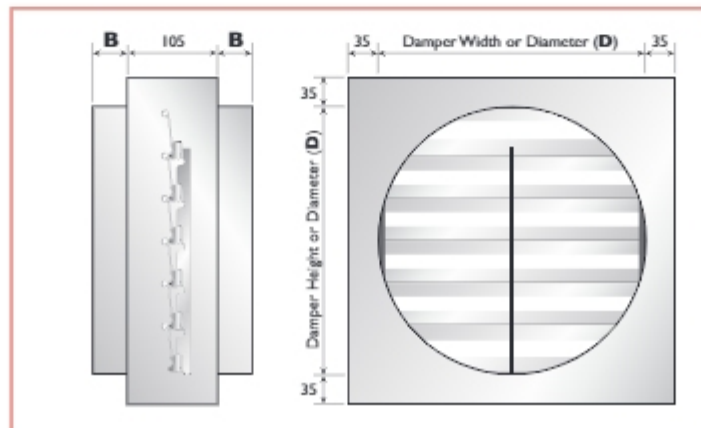 B 105 B
35 Damper Width or Diameter (D) 35
35
Damper Height or Diameter (D)
35